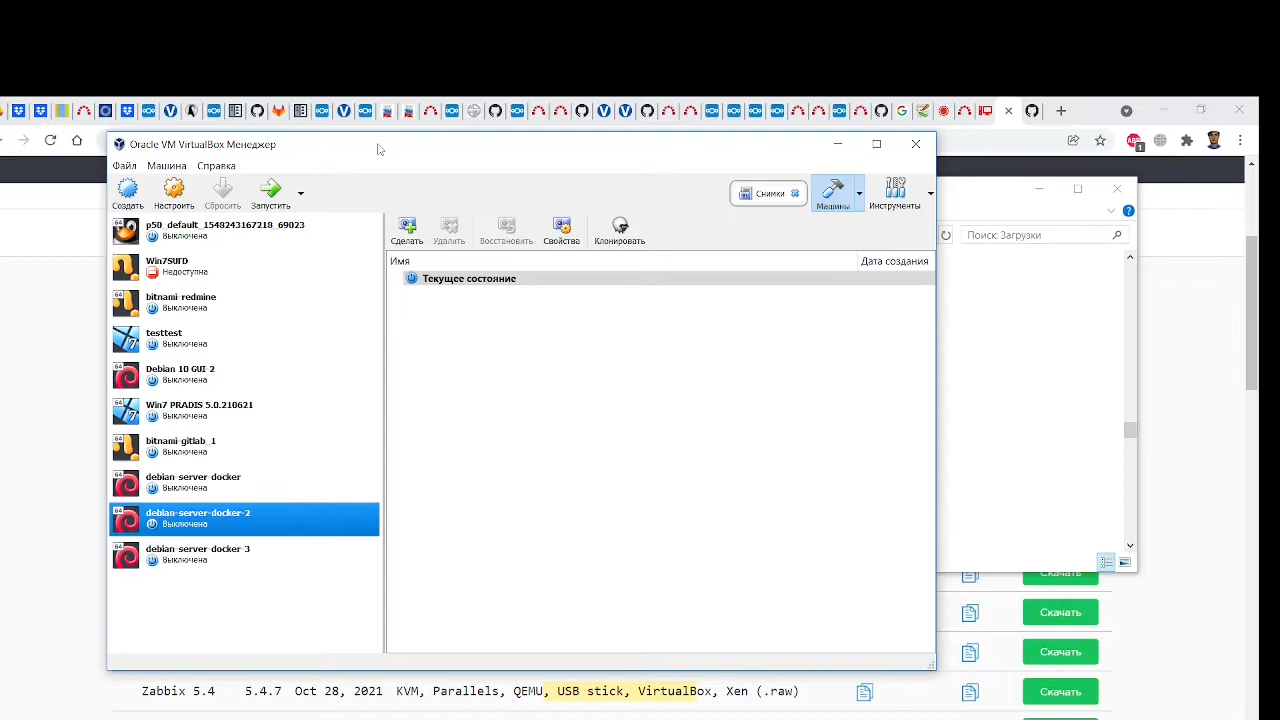 Oracle VM VirtualBox Менеджер
Файл Машина Справка
Создать Настроить Сбросить Запустить Снимки Машины Инструменты
Сделать Удалить Восстановить Свойства Клонировать
Имя Дата создания
Текущее состояние
p50_default_1548243167218_69023
Выключена
Win7SUFD
Недоступна
bitnami-redmine
Выключена
testtest
Выключена
Debian 10 GUI-2
Выключена
Win7 PRADIS 5.0.210621
Выключена
bitnami-gitlab_1
Выключена
debian-server-docker
Выключена
debian-server-docker-2
Выключена
debian-server-docker-3
Выключена
Поиск: Загрузки
Скачать
Скачать
Скачать
Zabbix 5.4 5.4.7 Oct 28, 2021 KVM, Parallels, QEMU, USB stick, VirtualBox, Xen (.raw) Скачать